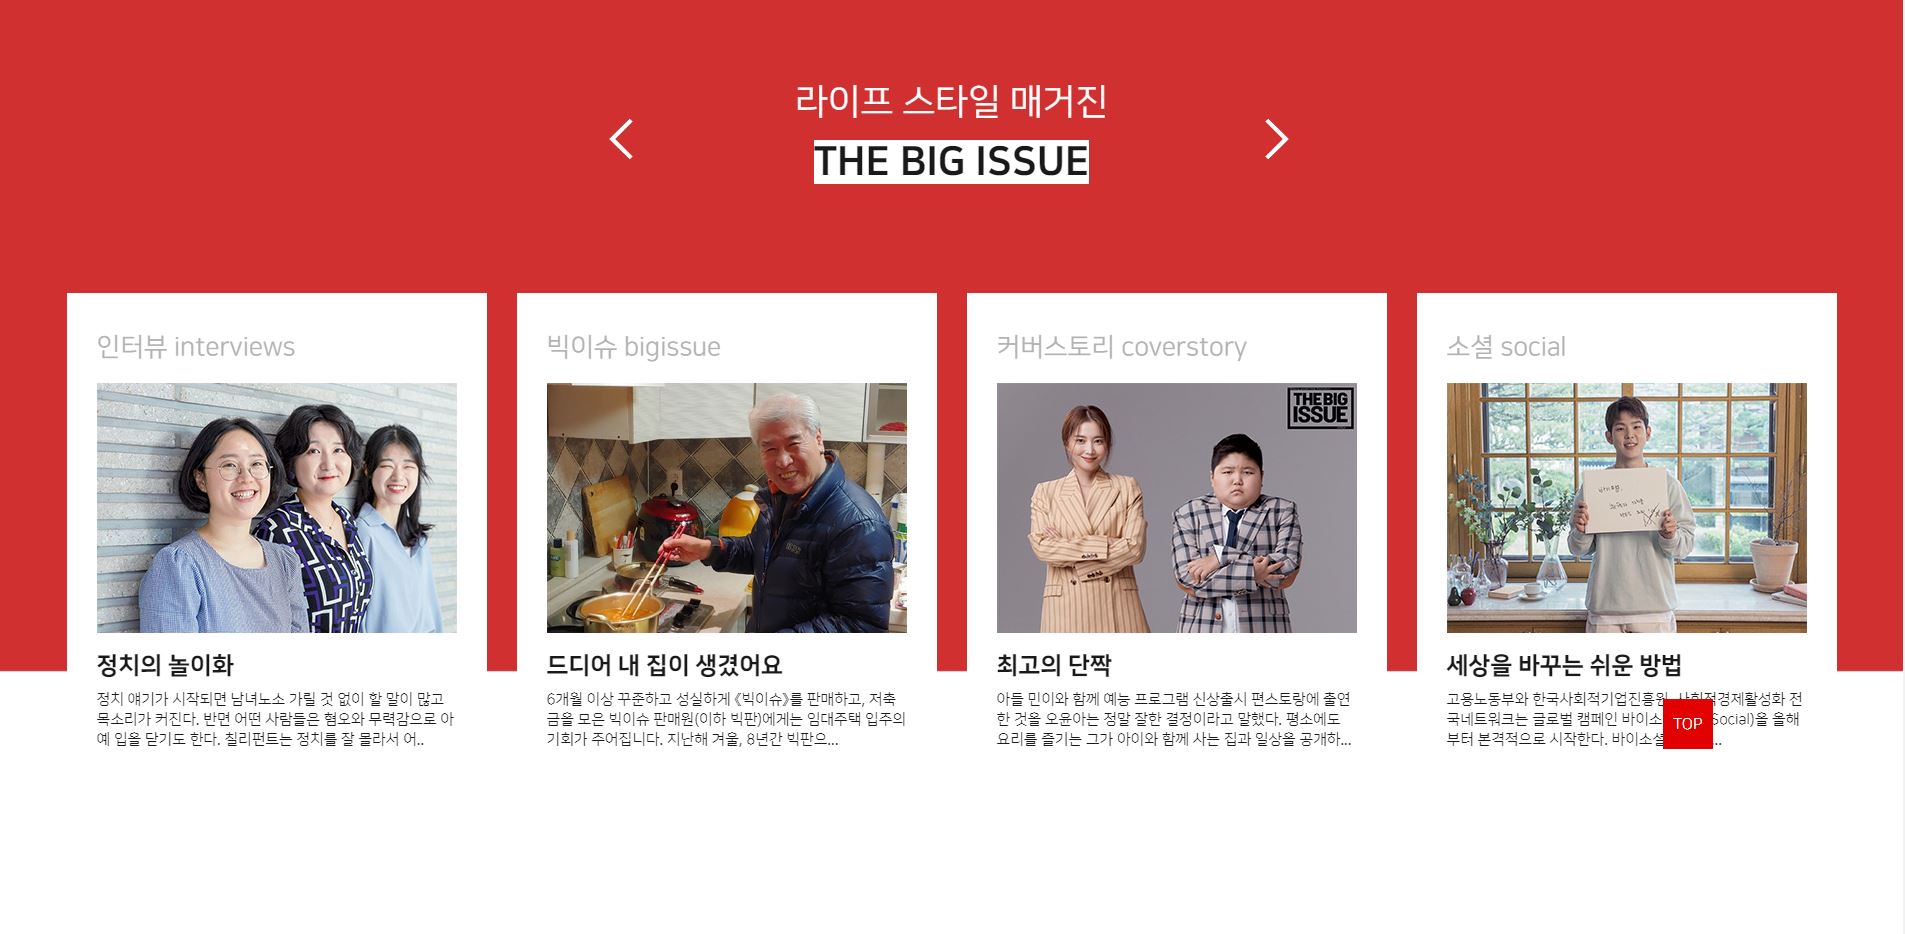 라이프 스타일 매거진
THE BIG ISSUE
인터뷰 interviews
정치의 놀이화
정치 얘기가 시작되면 남녀노소 가릴 것 없이 할 말이 많고
목소리가 커진다. 반면 어떤 사람들은 혐오와 무력감으로 아
예 입을 닫기도 한다. 칠리펀트는 정치를 잘 몰라서 어..
빅이슈 bigissue
드디어 내 집이 생겼어요
6개월 이상 꾸준하고 성실하게 《빅이슈》를 판매하고, 저축
금을 모은 빅이슈 판매원(이하 빅판)에게는 임대주택 입주의
기회가 주어집니다. 지난해 겨울, 8년간 빅판으...
커버스토리 coverstory
THE BIG
ISSUE
최고의 단짝
아들 민이와 함께 예능 프로그램 신상출시 편스토랑에 출연
한 것을 오윤아는 정말 잘한 결정이라고 말했다. 평소에도
요리를 즐기는 그가 아이와 함께 사는 집과 일상을 공개하...
소셜 social
세상을 바꾸는 쉬운 방법
고용노동부와 한국사회적기업진흥원, 사회적경제활성화 전
국네트워크는 글로벌 캠페인 바이소 Social)을 올해
부터 본격적으로 시작한다. 바이소셜 ..
TOP